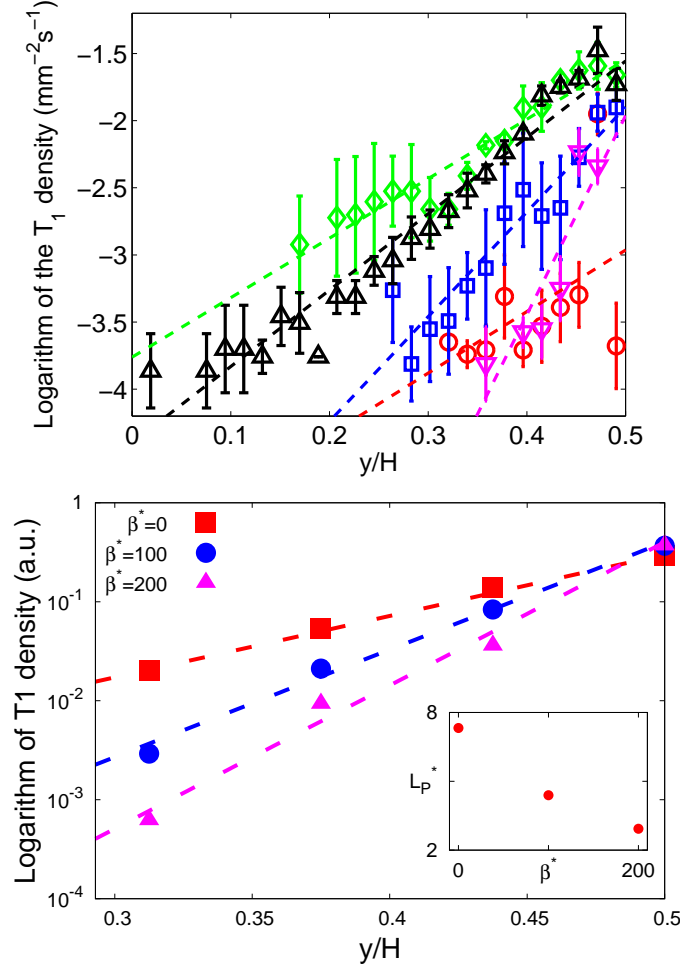 Logarithm of the T₁ density (mm⁻²s⁻¹)
−1.5
−2
−2.5
−3
−3.5
−4
0 0.1 0.2 0.3 0.4 0.5
y/H
Logarithm of T1 density (a.u.)
1
10⁻¹
10⁻²
10⁻³
10⁻⁴
β*=0
β*=100
β*=200
8
L_P*
2
0 β* 200
0.3 0.35 0.4 0.45 0.5
y/H